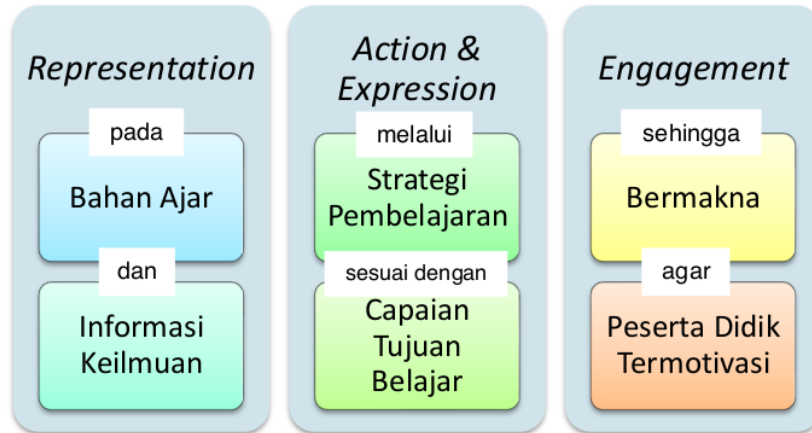 Representation
pada
Bahan Ajar
dan
Informasi
Keilmuan
Action &
Expression
melalui
Strategi
Pembelajaran
sesuai dengan
Capaian
Tujuan
Belajar
Engagement
sehingga
Bermakna
agar
Peserta Didik
Termotivasi